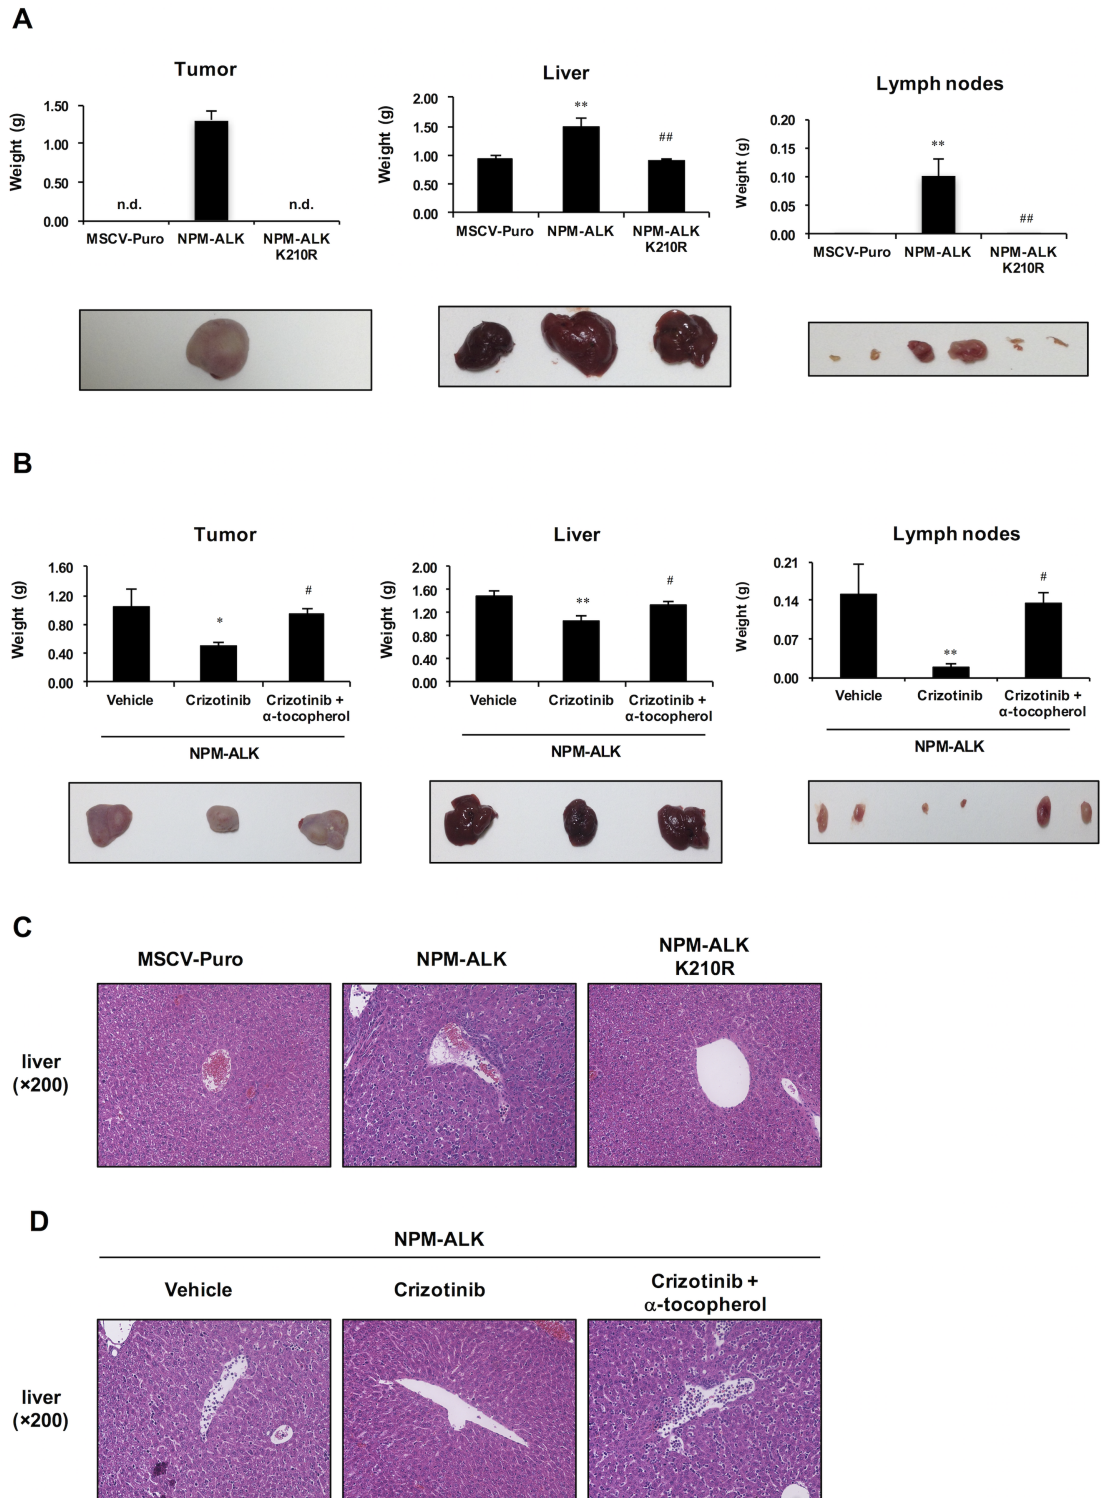 A
Tumor
Weight (g)
1.50
1.00
0.50
0.00
n.d.
n.d.
MSCV-Puro
NPM-ALK
NPM-ALK
K210R
Liver
Weight (g)
2.00
1.50
1.00
0.50
0.00
**
##
MSCV-Puro
NPM-ALK
NPM-ALK
K210R
Lymph nodes
Weight (g)
0.20
0.15
0.10
0.05
0.00
**
##
MSCV-Puro
NPM-ALK
NPM-ALK
K210R
B
Tumor
Weight (g)
1.60
1.20
0.80
0.40
0.00
*
#
Vehicle
Crizotinib
Crizotinib +
α-tocopherol
NPM-ALK
Liver
Weight (g)
2.00
1.60
1.20
0.80
0.40
0.00
**
#
Vehicle
Crizotinib
Crizotinib +
α-tocopherol
NPM-ALK
Lymph nodes
Weight (g)
0.21
0.14
0.07
0.00
**
#
Vehicle
Crizotinib
Crizotinib +
α-tocopherol
NPM-ALK
C
MSCV-Puro
NPM-ALK
NPM-ALK
K210R
liver
(×200)
D
NPM-ALK
Vehicle
Crizotinib
Crizotinib +
α-tocopherol
liver
(×200)